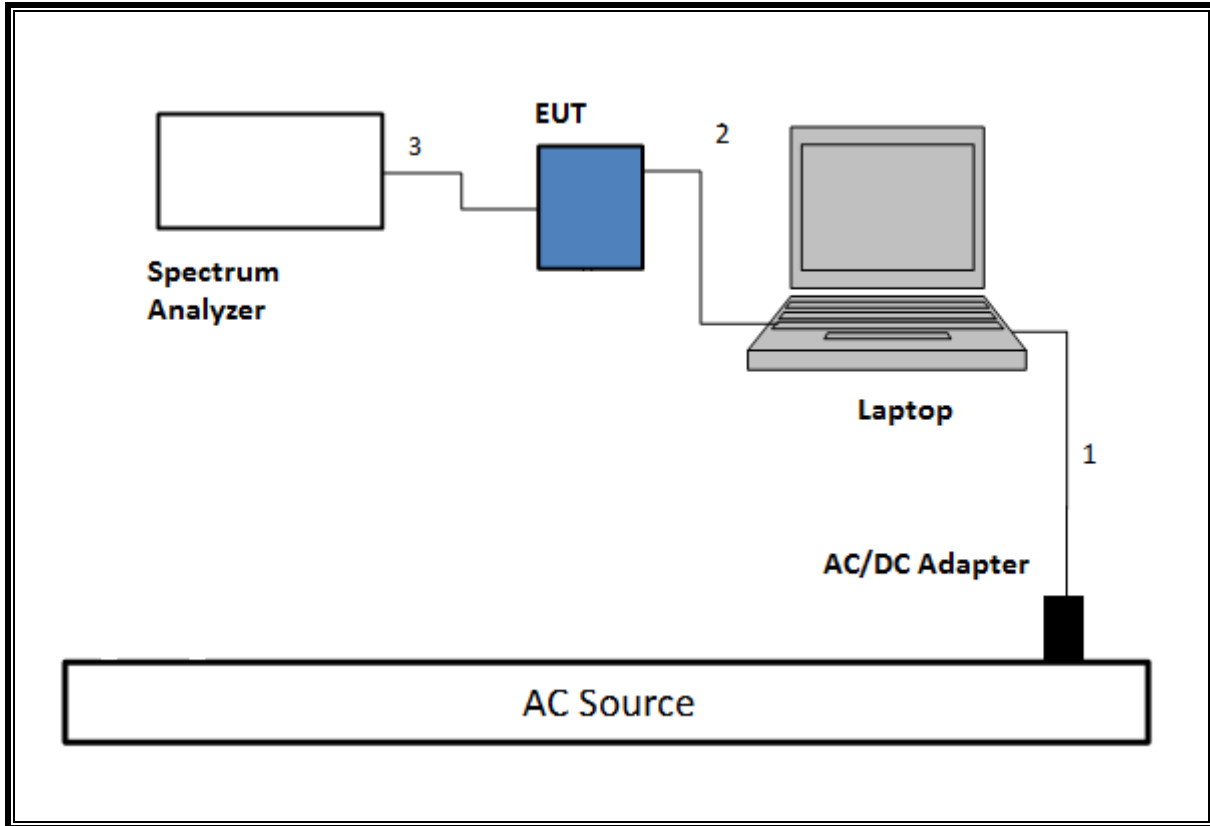 EUT
3
2
Spectrum
Analyzer
Laptop
1
AC/DC Adapter
AC Source